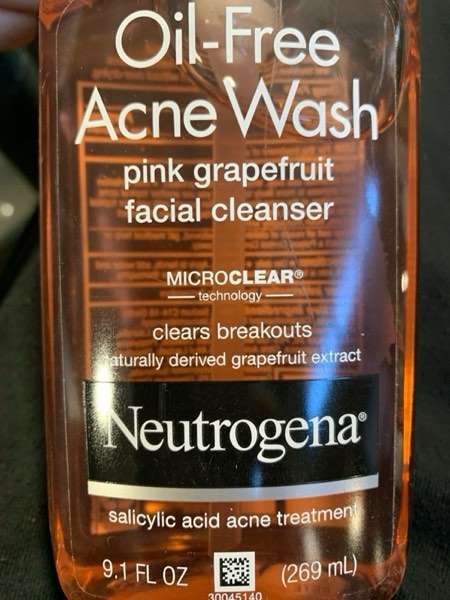 Oil-Free
Acne Wash
pink grapefruit
facial cleanser
MICROCLEAR®
technology
clears breakouts
naturally derived grapefruit extract
Neutrogena®
salicylic acid acne treatment
9.1 FL OZ (269 mL)
30045140